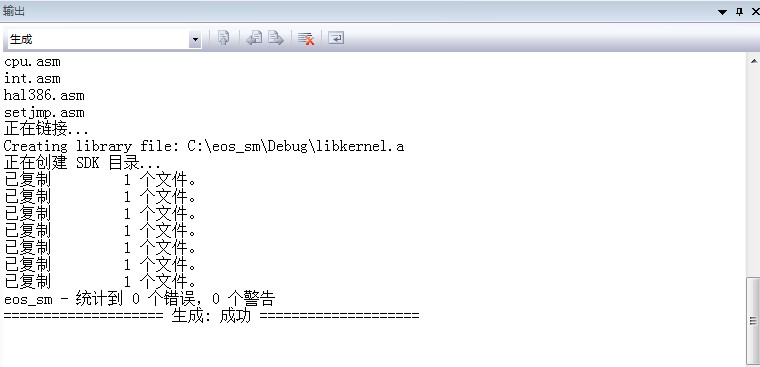 输出
生成
cpu.asm
int.asm
hal386.asm
setjmp.asm
正在链接...
Creating library file: C:\eos_sm\Debug\libkernel.a
正在创建 SDK 目录...
已复制         1 个文件。
已复制         1 个文件。
已复制         1 个文件。
已复制         1 个文件。
已复制         1 个文件。
已复制         1 个文件。
已复制         1 个文件。
eos_sm - 统计到 0 个错误，0 个警告
==================== 生成: 成功 ====================